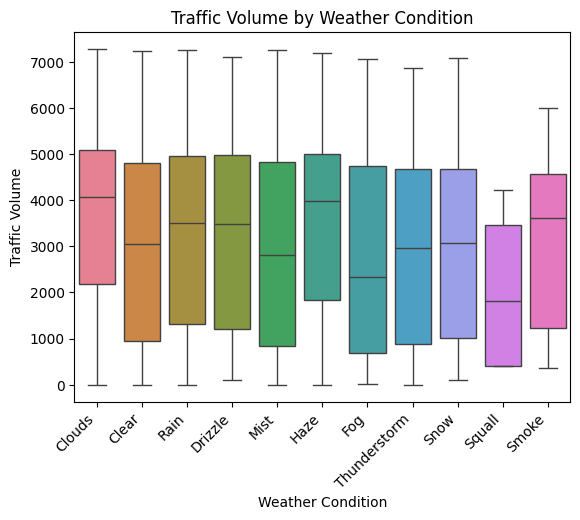 Traffic Volume by Weather Condition
Traffic Volume
7000
6000
5000
4000
3000
2000
1000
0
Clouds
Clear
Rain
Drizzle
Mist
Haze
Fog
Thunderstorm
Snow
Squall
Smoke
Weather Condition